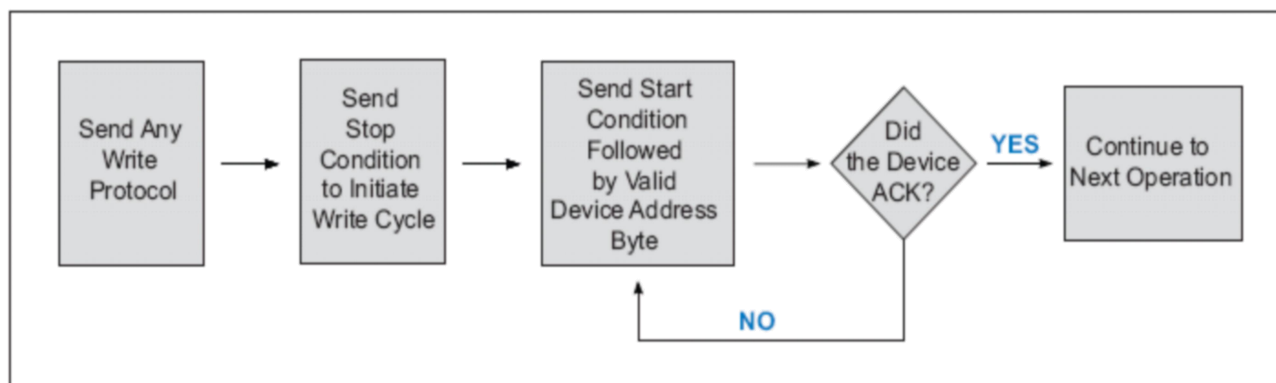 Send Any
Write
Protocol
Send
Stop
Condition
to Initiate
Write Cycle
Send Start
Condition
Followed
by Valid
Device Address
Byte
Did
the Device
ACK?
YES
Continue to
Next Operation
NO